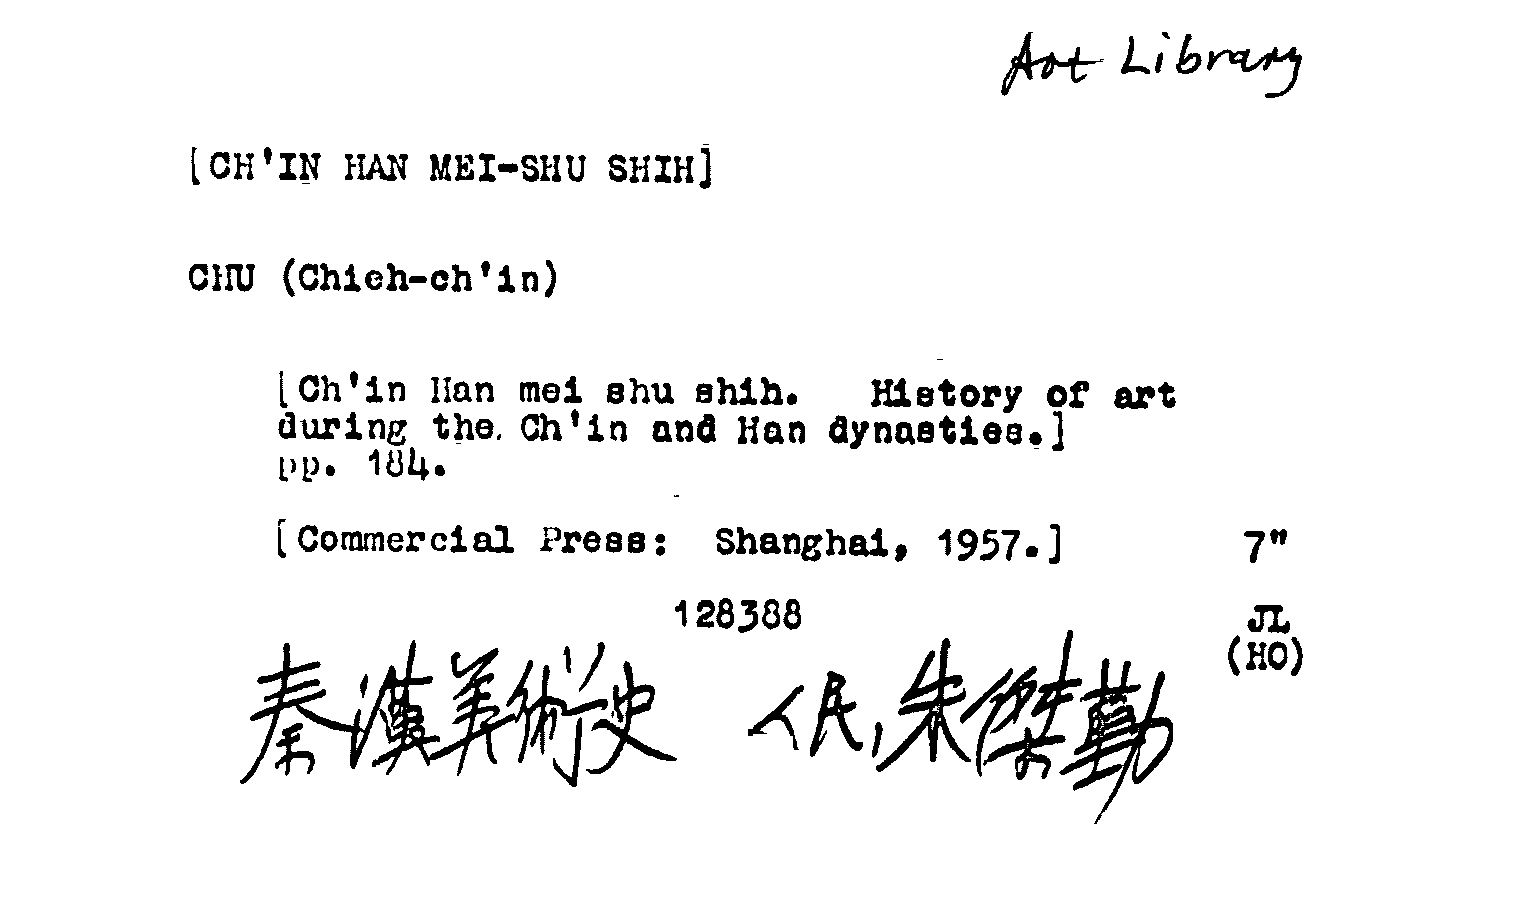 Art Library
[CH'IN HAN MEI-SHU SHIH]
CHU (Chieh-ch'in)
[Ch'in Han mei shu shih. History of art
during the Ch'in and Han dynasties.]
pp. 184.
[Commercial Press: Shanghai, 1957.] 7"
128388 JL
(HO)
秦漢美術史 人民,朱傑勤